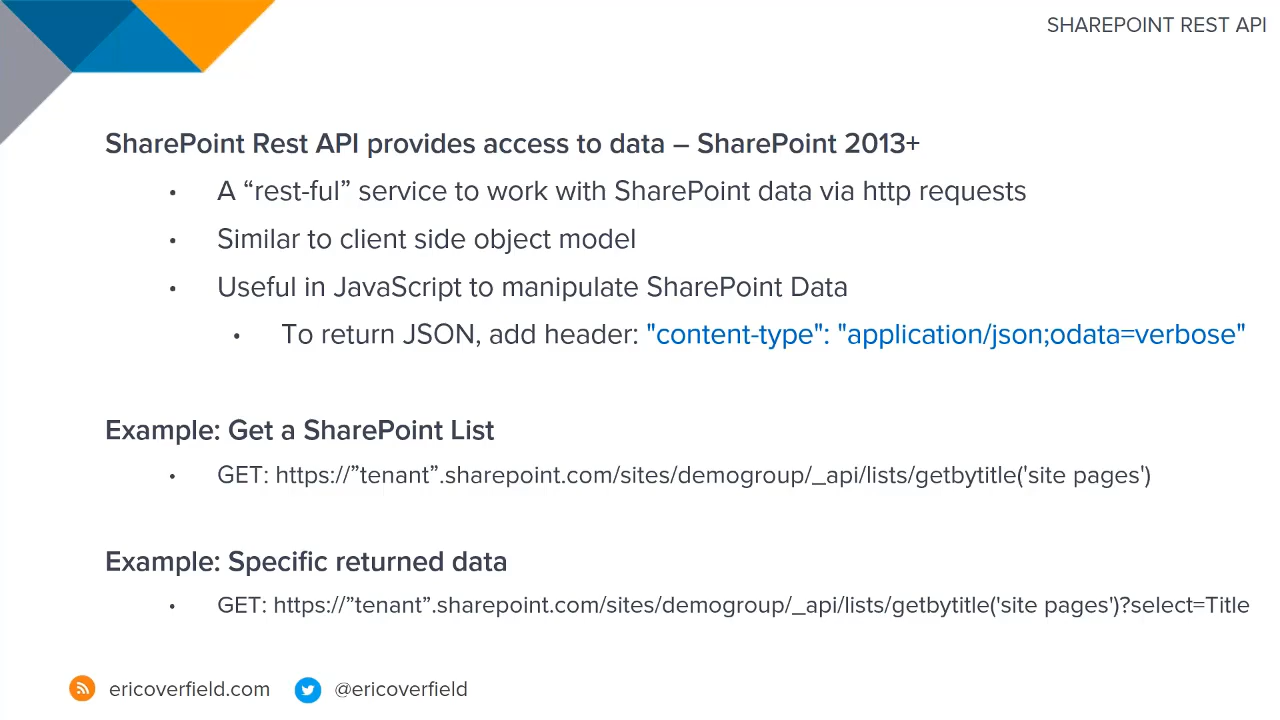 SHAREPOINT REST API
SharePoint Rest API provides access to data – SharePoint 2013+
• A “rest-ful” service to work with SharePoint data via http requests
• Similar to client side object model
• Useful in JavaScript to manipulate SharePoint Data
• To return JSON, add header: "content-type": "application/json;odata=verbose"
Example: Get a SharePoint List
• GET: https://”tenant”.sharepoint.com/sites/demogroup/_api/lists/getbytitle('site pages')
Example: Specific returned data
• GET: https://”tenant”.sharepoint.com/sites/demogroup/_api/lists/getbytitle('site pages')?select=Title
ericoverfield.com @ericoverfield